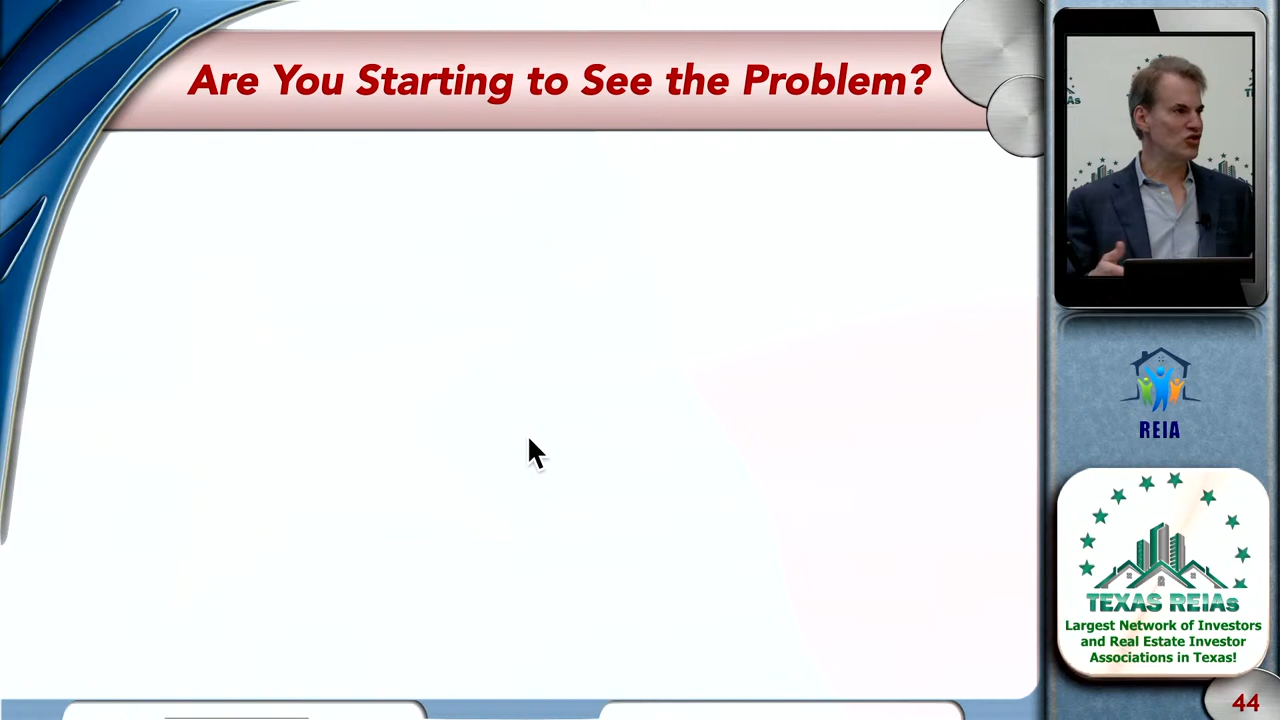 Are You Starting to See the Problem?
As
T
REIA
TEXAS REIAs
Largest Network of Investors
and Real Estate Investor
Associations in Texas!
44